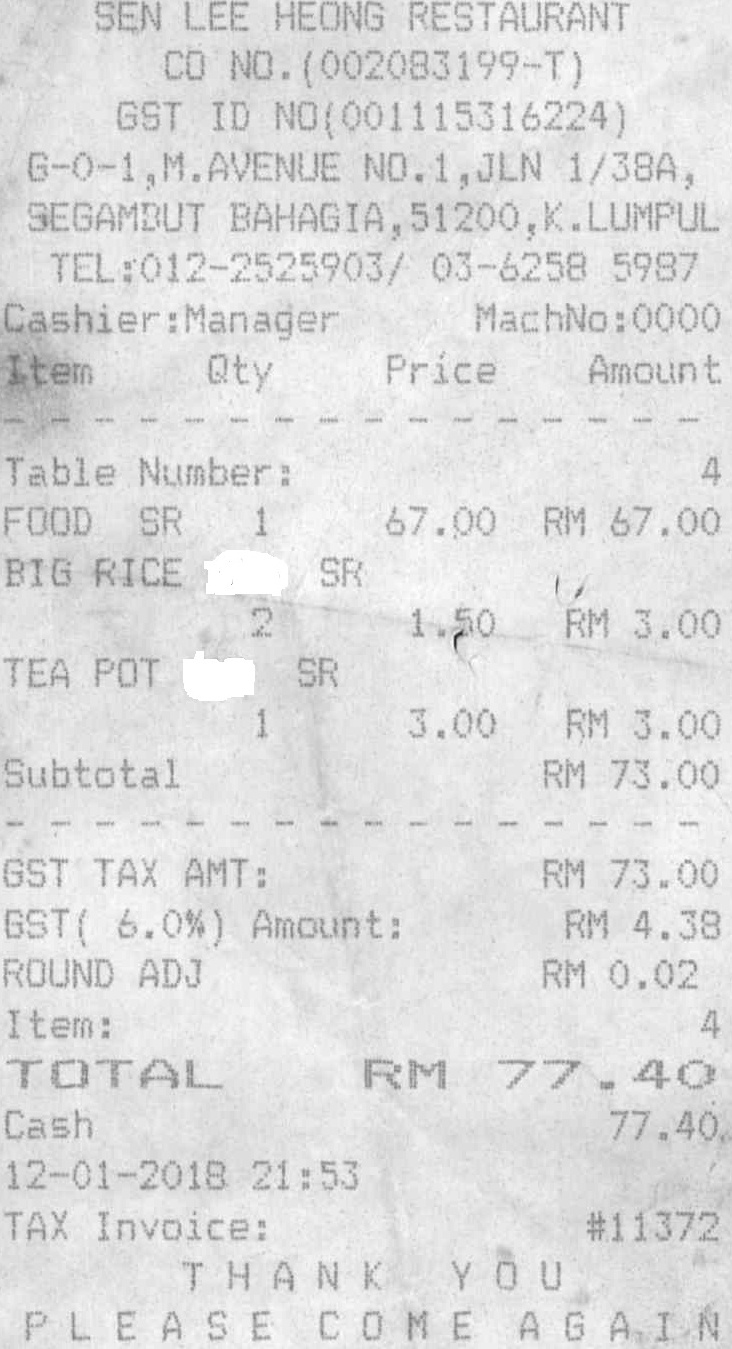 SEN LEE HEONG RESTAURANT
CO NO.(002083199-T)
GST ID NO(001115316224)
G-0-1,M.AVENUE NO.1,JLN 1/38A,
SEGAMBUT BAHAGIA,51200,K.LUMPUL
TEL:012-2525903/ 03-6258 5987
Cashier:Manager MachNo:0000
Item Qty Price Amount
- - - - - - - - - - - - - - - -
Table Number: 4
FOOD SR 1 67.00 RM 67.00
BIG RICE SR
2 1.50 RM 3.00
TEA POT SR
1 3.00 RM 3.00
Subtotal RM 73.00
- - - - - - - - - - - - - - - -
GST TAX AMT: RM 73.00
GST( 6.0%) Amount: RM 4.38
ROUND ADJ RM 0.02
Item: 4
TOTAL RM 77.40
Cash 77.40
12-01-2018 21:53
TAX Invoice: #11372
THANK YOU
PLEASE COME AGAIN